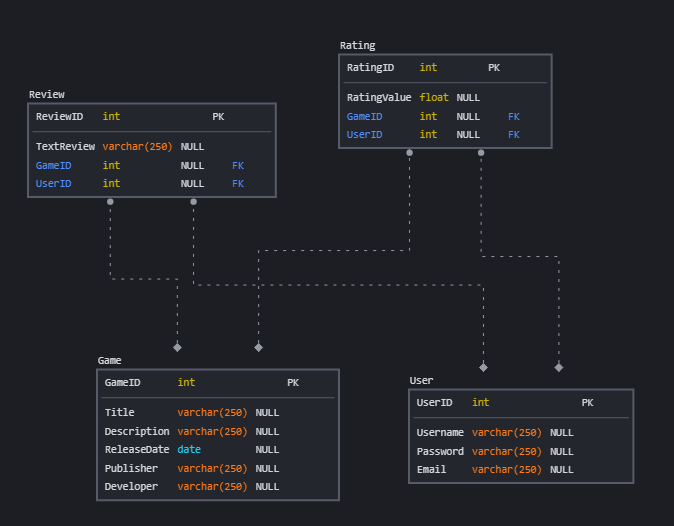 Rating
RatingID int PK
RatingValue float NULL
GameID int NULL FK
UserID int NULL FK
Review
ReviewID int PK
TextReview varchar(250) NULL
GameID int NULL FK
UserID int NULL FK
Game
GameID int PK
Title varchar(250) NULL
Description varchar(250) NULL
ReleaseDate date NULL
Publisher varchar(250) NULL
Developer varchar(250) NULL
User
UserID int PK
Username varchar(250) NULL
Password varchar(250) NULL
Email varchar(250) NULL